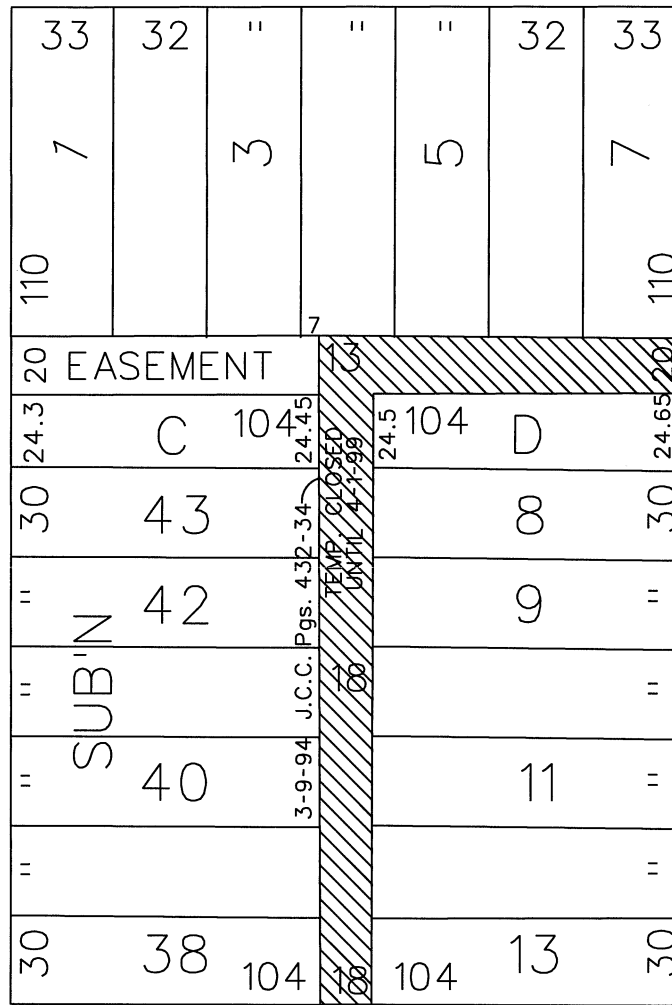 33 32 " " " 32 33
1 3 5 7
110 110
7
20 EASEMENT 13 20
24.3 C 104 24.45 24.5 104 D 24.65
30 43 8 30
TEMP. CLOSED
UNTIL 4-1-99
" 42 9 "
SUB'N
3-9-94 J.C.C. Pgs. 432-34
" 18 "
" 40 11 "
" "
30 38 104 18 104 13 30